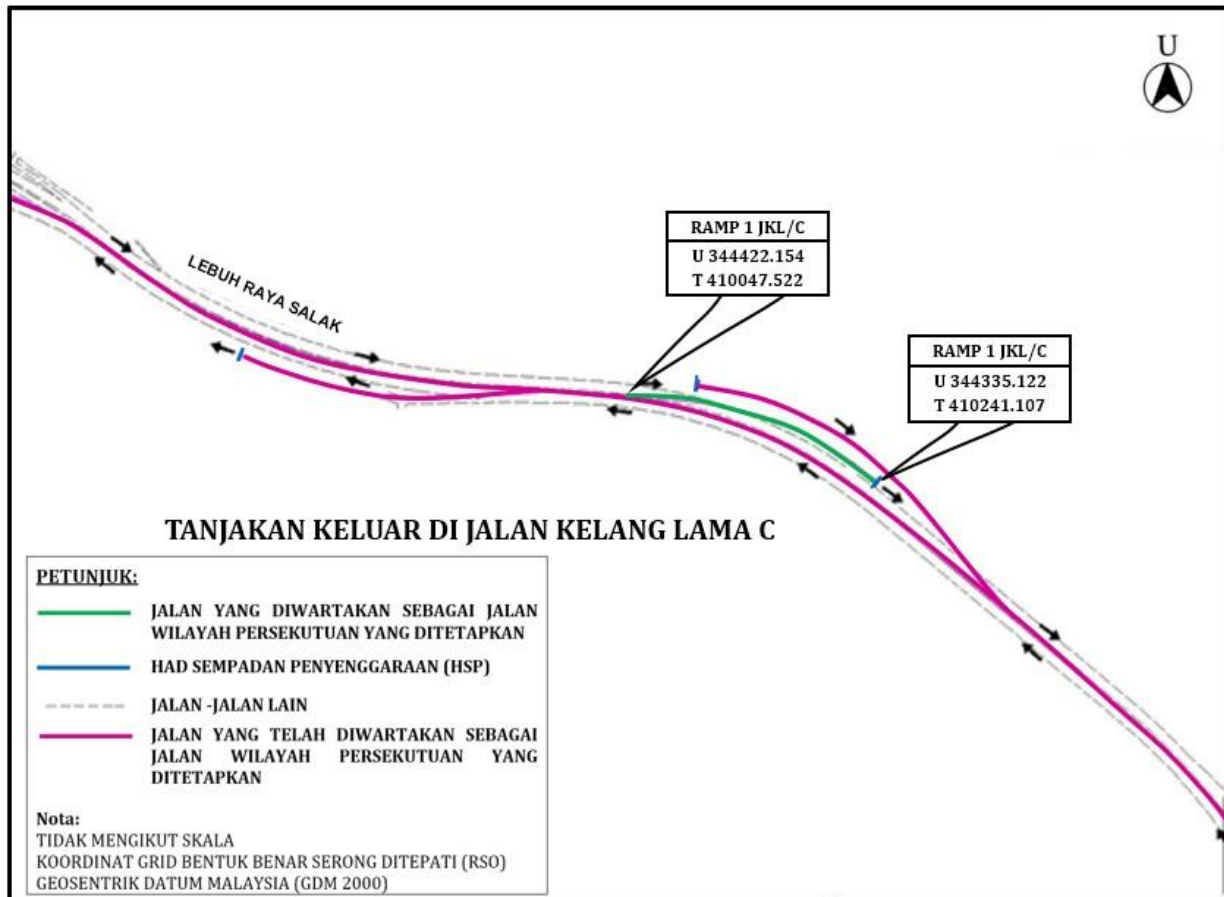 U
RAMP 1 JKL/C
U 344422.154
T 410047.522
LEBUH RAYA SALAK
RAMP 1 JKL/C
U 344335.122
T 410241.107
TANJAKAN KELUAR DI JALAN KELANG LAMA C
PETUNJUK:
JALAN YANG DIWARTAKAN SEBAGAI JALAN
WILAYAH PERSEKUTUAN YANG DITETAPKAN
HAD SEMPADAN PENYENGGARAAN (HSP)
JALAN -JALAN LAIN
JALAN YANG TELAH DIWARTAKAN SEBAGAI
JALAN WILAYAH PERSEKUTUAN YANG
DITETAPKAN
Nota:
TIDAK MENGIKUT SKALA
KOORDINAT GRID BENTUK BENAR SERONG DITEPATI (RSO)
GEOSENTRIK DATUM MALAYSIA (GDM 2000)